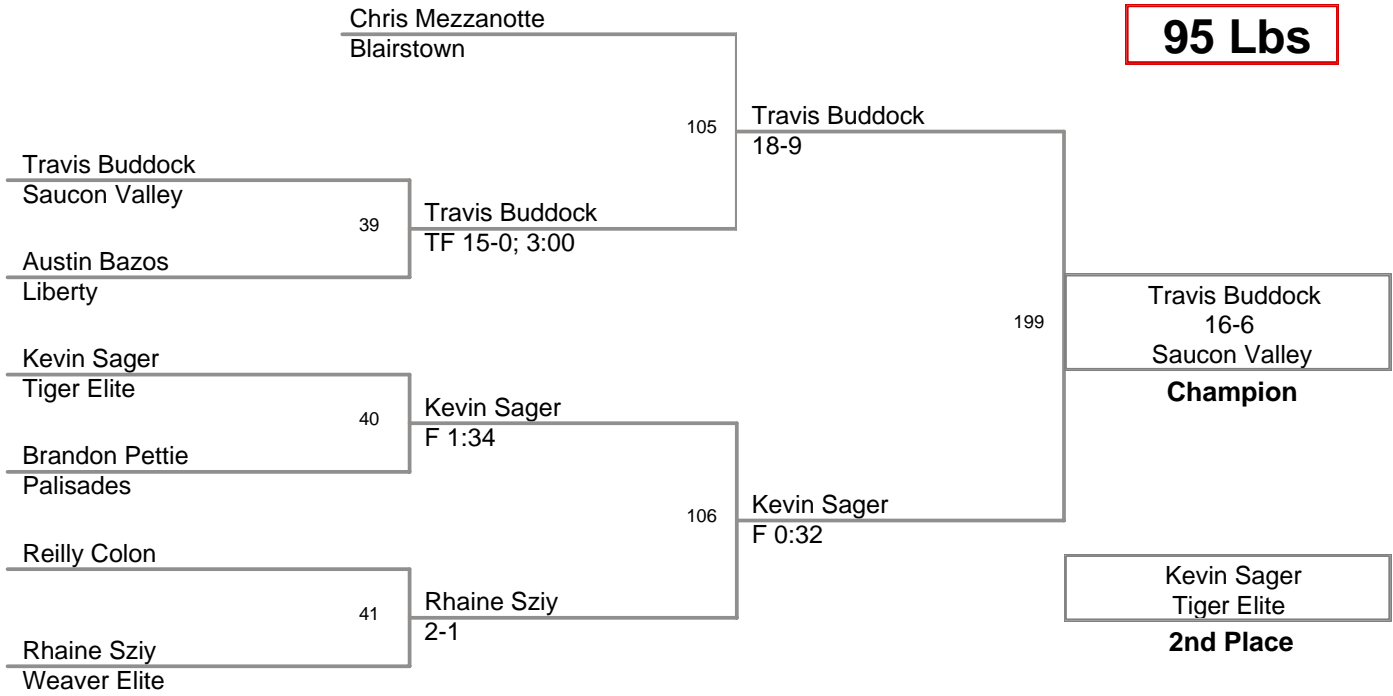 Chris Mezzanotte
Blairstown
95 Lbs
105
Travis Buddock
18-9
Travis Buddock
Saucon Valley
39
Travis Buddock
TF 15-0; 3:00
Austin Bazos
Liberty
199
Travis Buddock
16-6
Saucon Valley
Champion
Kevin Sager
Tiger Elite
40
Kevin Sager
F 1:34
Brandon Pettie
Palisades
106
Kevin Sager
F 0:32
Reilly Colon
41
Rhaine Sziy
2-1
Rhaine Sziy
Weaver Elite
Kevin Sager
Tiger Elite
2nd Place